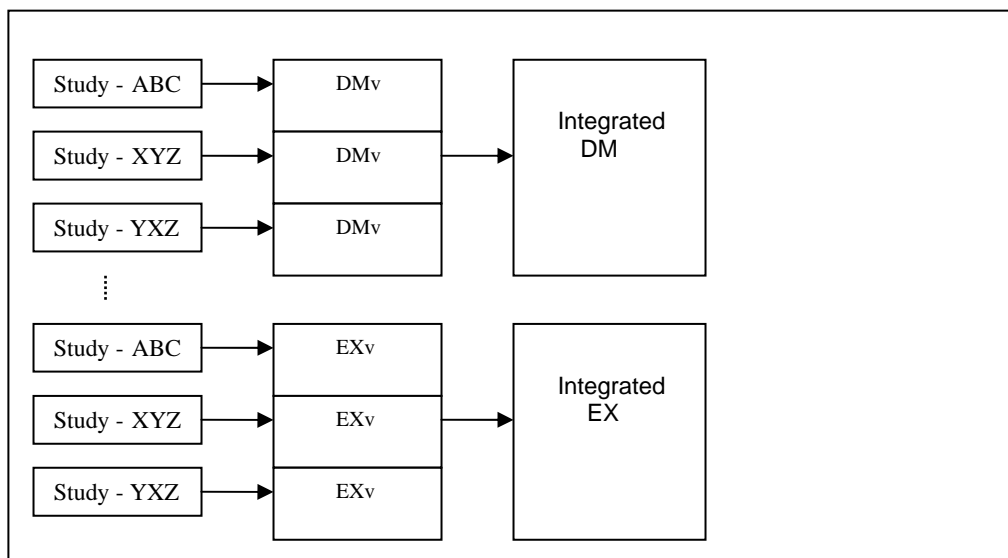 Study - ABC
DMv
Study - XYZ
DMv
Integrated
DM
Study - YXZ
DMv
Study - ABC
EXv
Study - XYZ
EXv
Integrated
EX
Study - YXZ
EXv